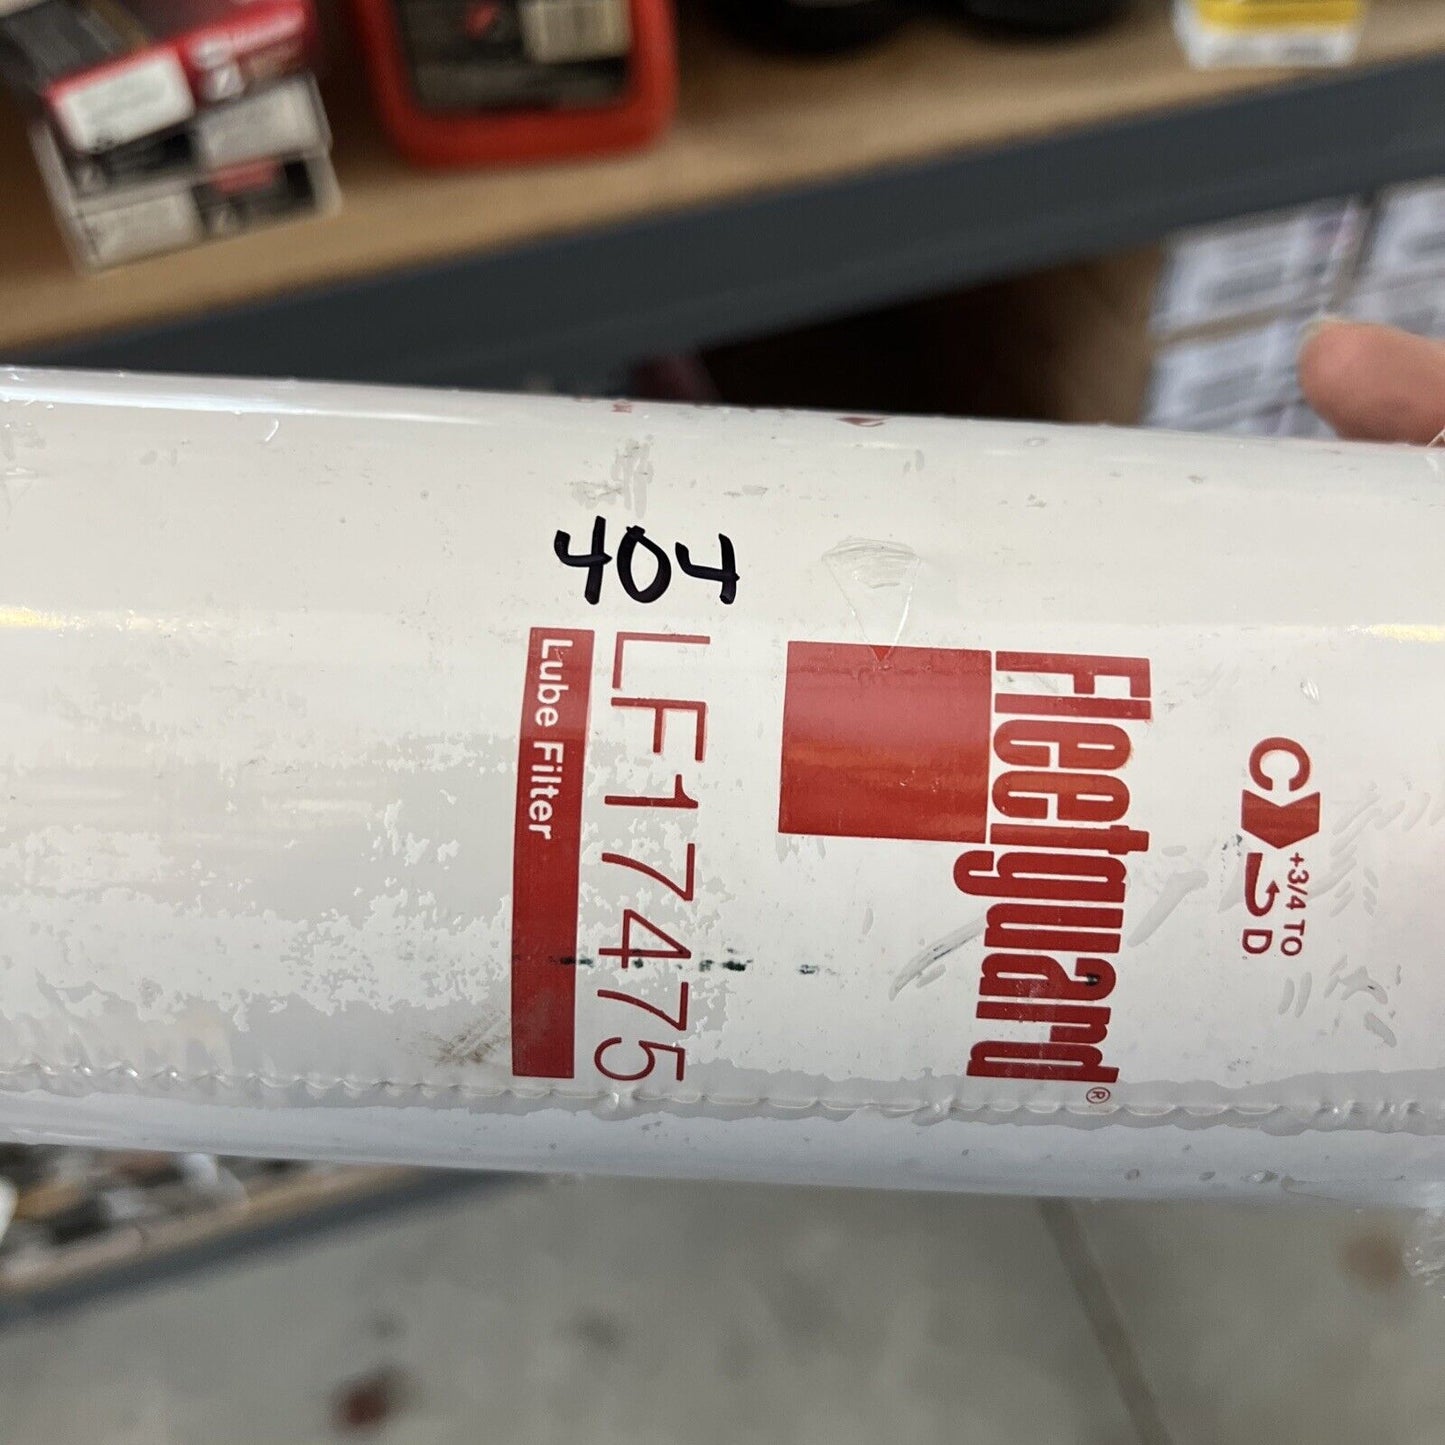 C
+3/4 TO
D
Fleetguard®
LF17475
Lube Filter
404